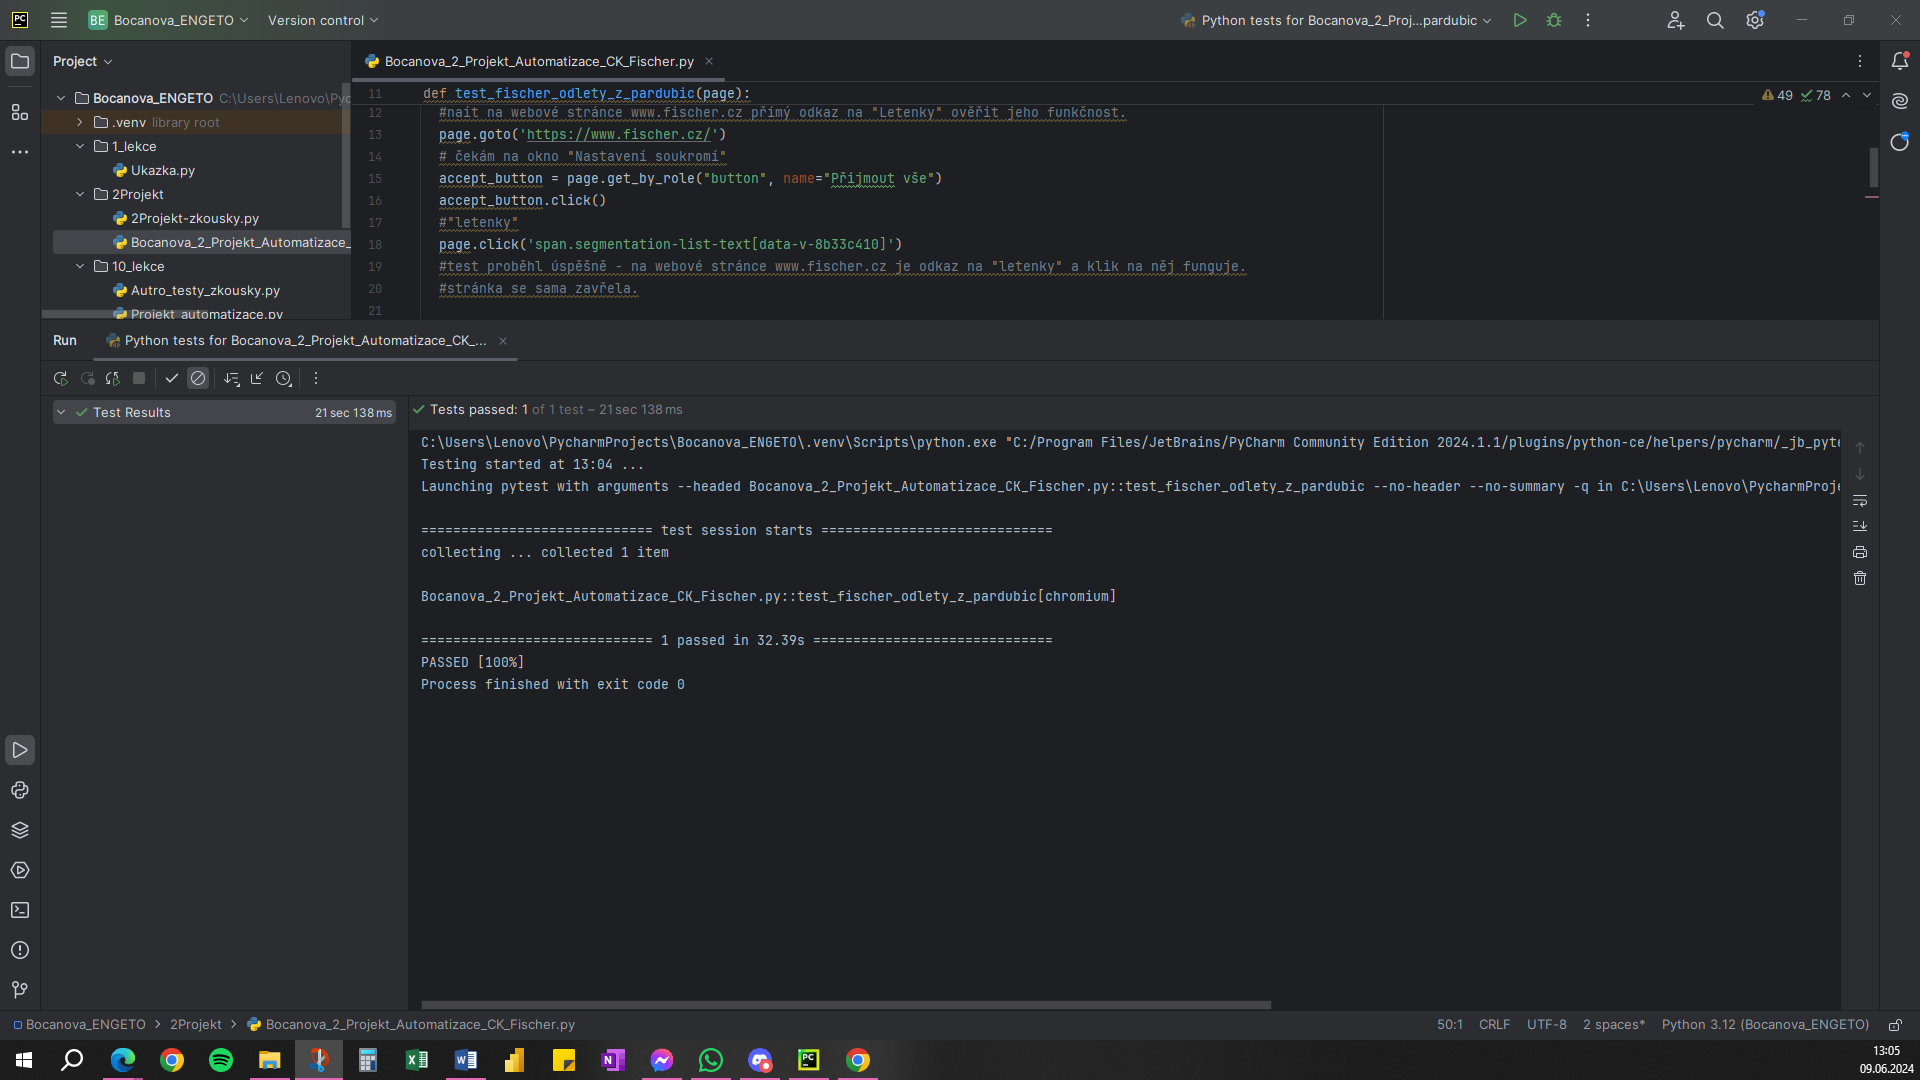 PC
BE Bocanova_ENGETO Version control Python tests for Bocanova_2_Proj...pardubic
Project
Bocanova_2_Projekt_Automatizace_CK_Fischer.py
Bocanova_ENGETO C:\Users\Lenovo\Pyc
.venv library root
1_lekce
Ukazka.py
2Projekt
2Projekt-zkousky.py
Bocanova_2_Projekt_Automatizace_
10_lekce
Autro_testy_zkousky.py
Projekt_automatizace.py
49 78
11 def test_fischer_odlety_z_pardubic(page):
12 #naít na webové stránce www.fischer.cz přímý odkaz na "Letenky" ověřit jeho funkčnost.
13 page.goto('https://www.fischer.cz/')
14 # čekám na okno "Nastavení soukromí"
15 accept_button = page.get_by_role("button", name="Přijmout vše")
16 accept_button.click()
17 #"letenky"
18 page.click('span.segmentation-list-text[data-v-8b33c410]')
19 #test proběhl úspěšně - na webové stránce www.fischer.cz je odkaz na "letenky" a klik na něj funguje.
20 #stránka se sama zavřela.
21
Run Python tests for Bocanova_2_Projekt_Automatizace_CK_...
Test Results 21 sec 138 ms
Tests passed: 1 of 1 test – 21 sec 138 ms
C:\Users\Lenovo\PycharmProjects\Bocanova_ENGETO\.venv\Scripts\python.exe "C:/Program Files/JetBrains/PyCharm Community Edition 2024.1.1/plugins/python-ce/helpers/pycharm/_jb_pyte
Testing started at 13:04 ...
Launching pytest with arguments --headed Bocanova_2_Projekt_Automatizace_CK_Fischer.py::test_fischer_odlety_z_pardubic --no-header --no-summary -q in C:\Users\Lenovo\PycharmProje
============================= test session starts =============================
collecting ... collected 1 item
Bocanova_2_Projekt_Automatizace_CK_Fischer.py::test_fischer_odlety_z_pardubic[chromium]
============================= 1 passed in 32.39s ==============================
PASSED [100%]
Process finished with exit code 0
Bocanova_ENGETO > 2Projekt > Bocanova_2_Projekt_Automatizace_CK_Fischer.py
50:1 CRLF UTF-8 2 spaces* Python 3.12 (Bocanova_ENGETO)
13:05
09.06.2024